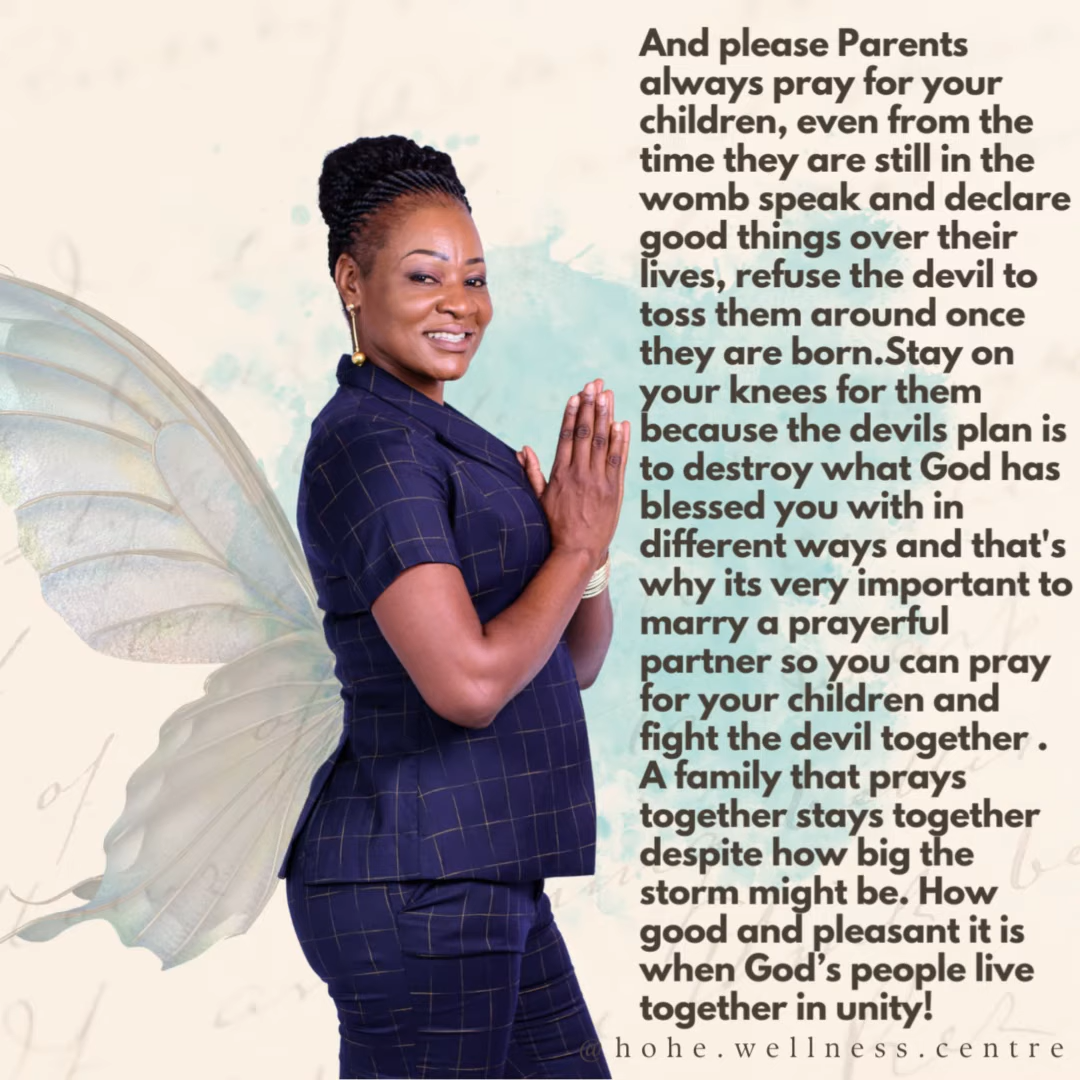 And please Parents
always pray for your
children, even from the
time they are still in the
womb speak and declare
good things over their
lives, refuse the devil to
toss them around once
they are born.Stay on
your knees for them
because the devils plan is
to destroy what God has
blessed you with in
different ways and that's
why its very important to
marry a prayerful
partner so you can pray
for your children and
fight the devil together .
A family that prays
together stays together
despite how big the
storm might be. How
good and pleasant it is
when God’s people live
together in unity!
@hohe.wellness.centre